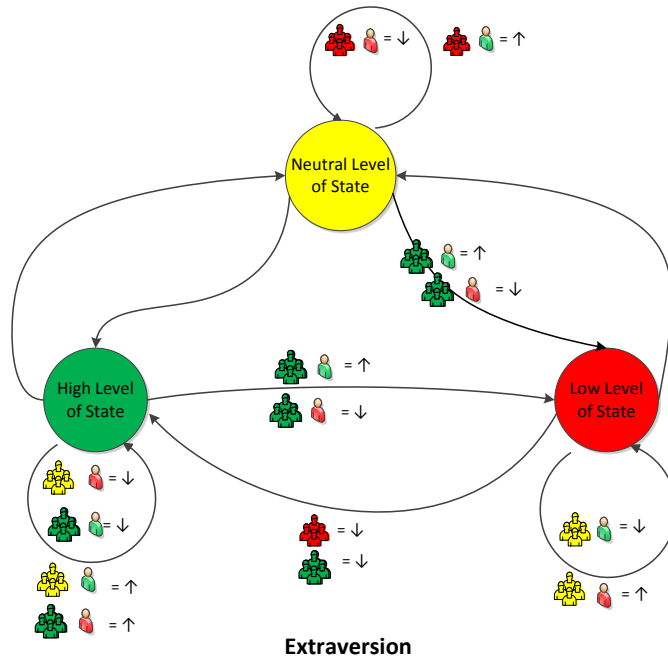 = ↓
= ↑
Neutral Level
of State
= ↑
= ↓
High Level
of State
= ↑
= ↓
Low Level
of State
= ↓
= ↓
= ↑
= ↑
= ↓
= ↓
= ↓
= ↑
Extraversion